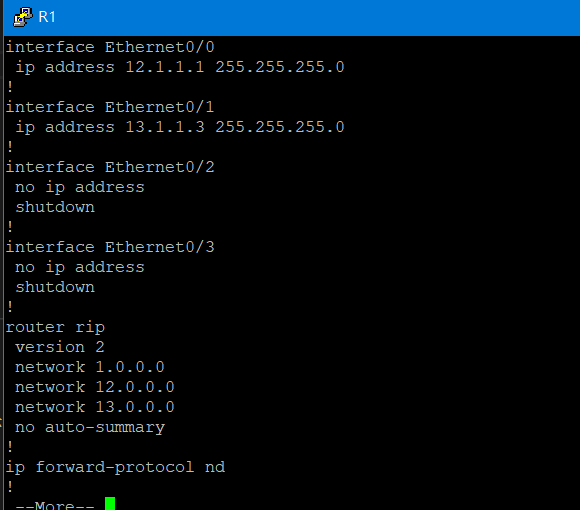 R1
interface Ethernet0/0
 ip address 12.1.1.1 255.255.255.0
!
interface Ethernet0/1
 ip address 13.1.1.3 255.255.255.0
!
interface Ethernet0/2
 no ip address
 shutdown
!
interface Ethernet0/3
 no ip address
 shutdown
!
router rip
 version 2
 network 1.0.0.0
 network 12.0.0.0
 network 13.0.0.0
 no auto-summary
!
ip forward-protocol nd
!
 --More--